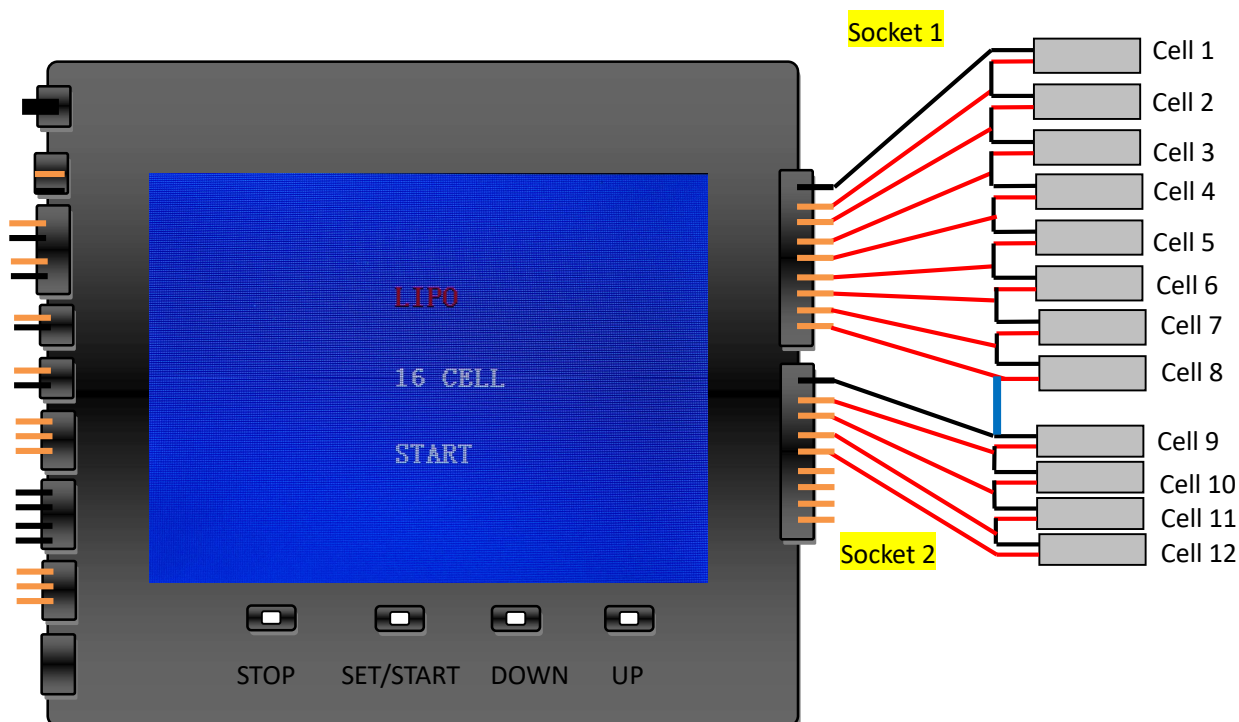 Socket 1
Cell 1
Cell 2
Cell 3
Cell 4
Cell 5
Cell 6
Cell 7
Cell 8
Cell 9
Cell 10
Cell 11
Cell 12
Socket 2
LIPO
16 CELL
START
STOP
SET/START
DOWN
UP